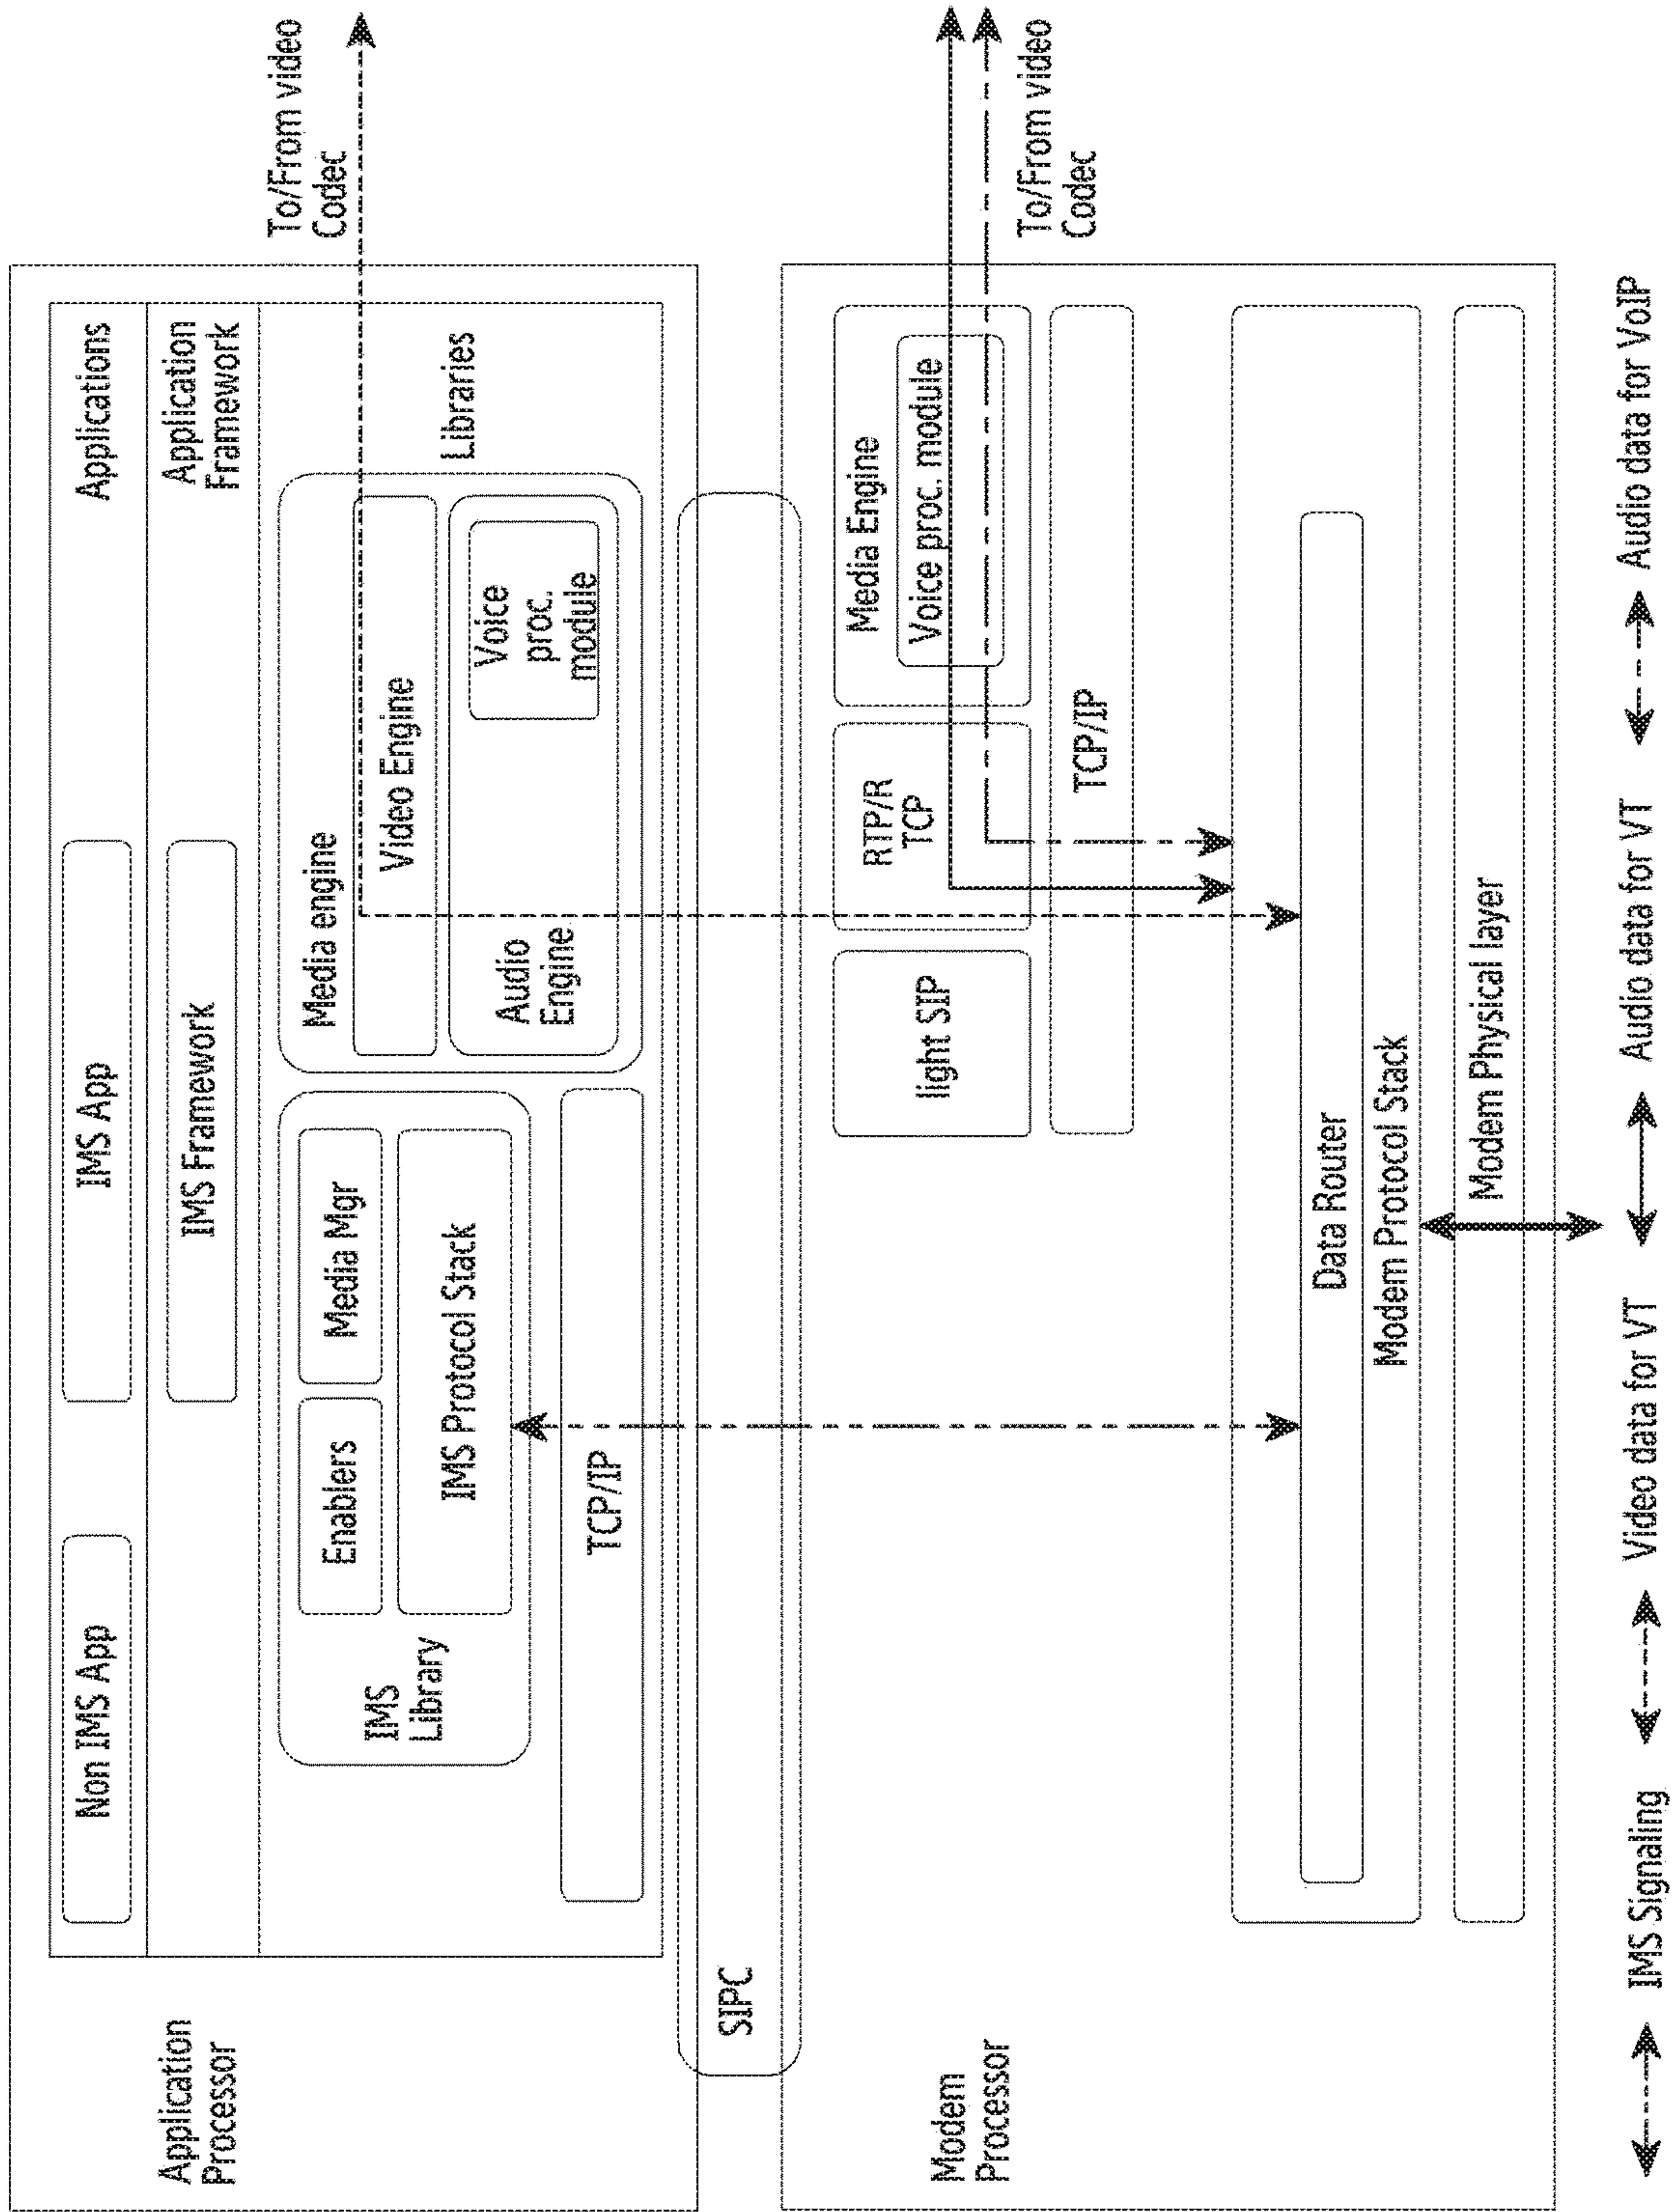 Application
Processor
Non IMS App
IMS App
Applications
IMS Framework
Application
Framework
IMS
Library
Enablers
Media Mgr
IMS Protocol Stack
Media engine
Video Engine
Audio
Engine
Voice
proc.
module
Libraries
TCP/IP
To/From video
Codec
SIPC
Modem
Processor
light SIP
RTP/R
TCP
Media Engine
Voice proc. module
TCP/IP
To/From video
Codec
Data Router
Modem Protocol Stack
Modem Physical layer
IMS Signaling
Video data for VT
Audio data for VT
Audio data for VoIP